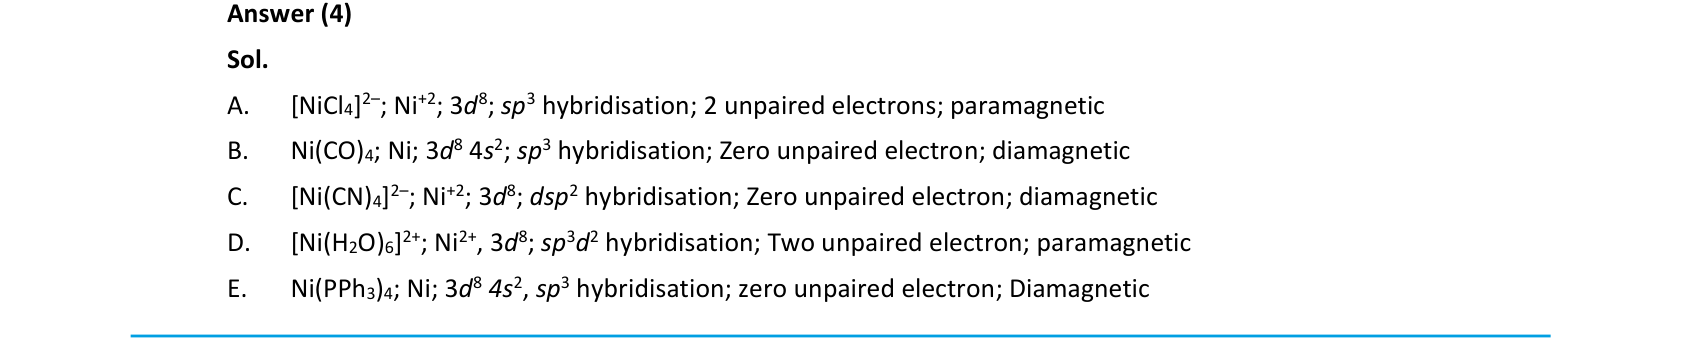 Answer (4)
Sol.
A. [NiCl₄]²⁻; Ni⁺²; 3d⁸; sp³ hybridisation; 2 unpaired electrons; paramagnetic
B. Ni(CO)₄; Ni; 3d⁸ 4s²; sp³ hybridisation; Zero unpaired electron; diamagnetic
C. [Ni(CN)₄]²⁻; Ni⁺²; 3d⁸; dsp² hybridisation; Zero unpaired electron; diamagnetic
D. [Ni(H₂O)₆]²⁺; Ni²⁺, 3d⁸; sp³d² hybridisation; Two unpaired electron; paramagnetic
E. Ni(PPh₃)₄; Ni; 3d⁸ 4s², sp³ hybridisation; zero unpaired electron; Diamagnetic